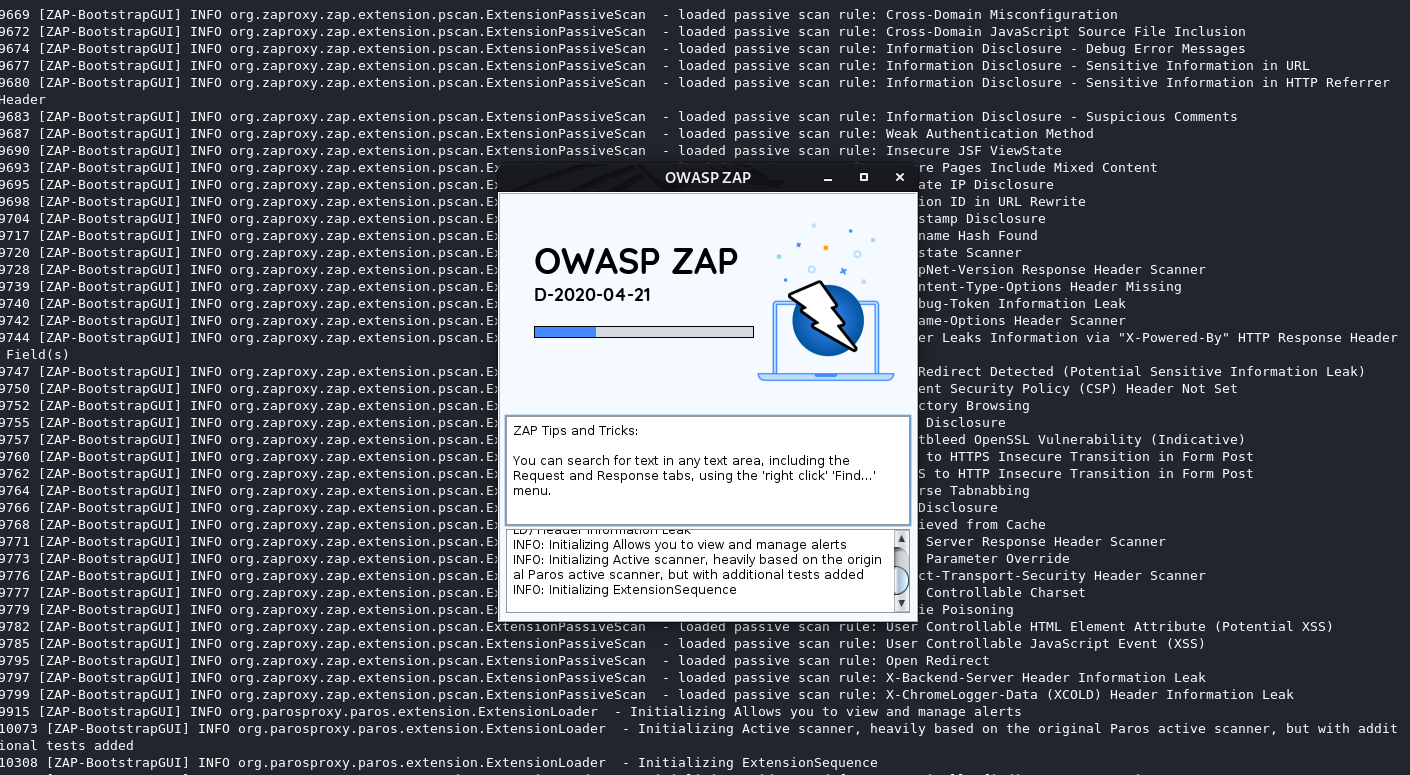 9669 [ZAP-BootstrapGUI] INFO org.zaproxy.zap.extension.pscan.ExtensionPassiveScan  - loaded passive scan rule: Cross-Domain Misconfiguration
9672 [ZAP-BootstrapGUI] INFO org.zaproxy.zap.extension.pscan.ExtensionPassiveScan  - loaded passive scan rule: Cross-Domain JavaScript Source File Inclusion
9674 [ZAP-BootstrapGUI] INFO org.zaproxy.zap.extension.pscan.ExtensionPassiveScan  - loaded passive scan rule: Information Disclosure - Debug Error Messages
9677 [ZAP-BootstrapGUI] INFO org.zaproxy.zap.extension.pscan.ExtensionPassiveScan  - loaded passive scan rule: Information Disclosure - Sensitive Information in URL
9680 [ZAP-BootstrapGUI] INFO org.zaproxy.zap.extension.pscan.ExtensionPassiveScan  - loaded passive scan rule: Information Disclosure - Sensitive Information in HTTP Referrer
Header
9683 [ZAP-BootstrapGUI] INFO org.zaproxy.zap.extension.pscan.ExtensionPassiveScan  - loaded passive scan rule: Information Disclosure - Suspicious Comments
9687 [ZAP-BootstrapGUI] INFO org.zaproxy.zap.extension.pscan.ExtensionPassiveScan  - loaded passive scan rule: Weak Authentication Method
9690 [ZAP-BootstrapGUI] INFO org.zaproxy.zap.extension.pscan.ExtensionPassiveScan  - loaded passive scan rule: Insecure JSF ViewState
9693 [ZAP-BootstrapGUI] INFO org.zaproxy.zap.extension.pscan.Ex re Pages Include Mixed Content
9695 [ZAP-BootstrapGUI] INFO org.zaproxy.zap.extension.pscan.Ex ate IP Disclosure
9698 [ZAP-BootstrapGUI] INFO org.zaproxy.zap.extension.pscan.Ex ion ID in URL Rewrite
9704 [ZAP-BootstrapGUI] INFO org.zaproxy.zap.extension.pscan.Ex stamp Disclosure
9717 [ZAP-BootstrapGUI] INFO org.zaproxy.zap.extension.pscan.Ex name Hash Found
9720 [ZAP-BootstrapGUI] INFO org.zaproxy.zap.extension.pscan.Ex state Scanner
9728 [ZAP-BootstrapGUI] INFO org.zaproxy.zap.extension.pscan.Ex pNet-Version Response Header Scanner
9739 [ZAP-BootstrapGUI] INFO org.zaproxy.zap.extension.pscan.Ex ntent-Type-Options Header Missing
9740 [ZAP-BootstrapGUI] INFO org.zaproxy.zap.extension.pscan.Ex bug-Token Information Leak
9742 [ZAP-BootstrapGUI] INFO org.zaproxy.zap.extension.pscan.Ex ame-Options Header Scanner
9744 [ZAP-BootstrapGUI] INFO org.zaproxy.zap.extension.pscan.Ex er Leaks Information via "X-Powered-By" HTTP Response Header
Field(s)
9747 [ZAP-BootstrapGUI] INFO org.zaproxy.zap.extension.pscan.Ex Redirect Detected (Potential Sensitive Information Leak)
9750 [ZAP-BootstrapGUI] INFO org.zaproxy.zap.extension.pscan.Ex ent Security Policy (CSP) Header Not Set
9752 [ZAP-BootstrapGUI] INFO org.zaproxy.zap.extension.pscan.Ex ctory Browsing
9755 [ZAP-BootstrapGUI] INFO org.zaproxy.zap.extension.pscan.Ex Disclosure
9757 [ZAP-BootstrapGUI] INFO org.zaproxy.zap.extension.pscan.Ex tbleed OpenSSL Vulnerability (Indicative)
9760 [ZAP-BootstrapGUI] INFO org.zaproxy.zap.extension.pscan.Ex to HTTPS Insecure Transition in Form Post
9762 [ZAP-BootstrapGUI] INFO org.zaproxy.zap.extension.pscan.Ex S to HTTP Insecure Transition in Form Post
9764 [ZAP-BootstrapGUI] INFO org.zaproxy.zap.extension.pscan.Ex rse Tabnabbing
9766 [ZAP-BootstrapGUI] INFO org.zaproxy.zap.extension.pscan.Ex Disclosure
9768 [ZAP-BootstrapGUI] INFO org.zaproxy.zap.extension.pscan.Ex ieved from Cache
9771 [ZAP-BootstrapGUI] INFO org.zaproxy.zap.extension.pscan.Ex Server Response Header Scanner
9773 [ZAP-BootstrapGUI] INFO org.zaproxy.zap.extension.pscan.Ex Parameter Override
9776 [ZAP-BootstrapGUI] INFO org.zaproxy.zap.extension.pscan.Ex ct-Transport-Security Header Scanner
9777 [ZAP-BootstrapGUI] INFO org.zaproxy.zap.extension.pscan.Ex Controllable Charset
9779 [ZAP-BootstrapGUI] INFO org.zaproxy.zap.extension.pscan.Ex ie Poisoning
9782 [ZAP-BootstrapGUI] INFO org.zaproxy.zap.extension.pscan.ExtensionPassiveScan  - loaded passive scan rule: User Controllable HTML Element Attribute (Potential XSS)
9785 [ZAP-BootstrapGUI] INFO org.zaproxy.zap.extension.pscan.ExtensionPassiveScan  - loaded passive scan rule: User Controllable JavaScript Event (XSS)
9795 [ZAP-BootstrapGUI] INFO org.zaproxy.zap.extension.pscan.ExtensionPassiveScan  - loaded passive scan rule: Open Redirect
9797 [ZAP-BootstrapGUI] INFO org.zaproxy.zap.extension.pscan.ExtensionPassiveScan  - loaded passive scan rule: X-Backend-Server Header Information Leak
9799 [ZAP-BootstrapGUI] INFO org.zaproxy.zap.extension.pscan.ExtensionPassiveScan  - loaded passive scan rule: X-ChromeLogger-Data (XCOLD) Header Information Leak
9915 [ZAP-BootstrapGUI] INFO org.parosproxy.paros.extension.ExtensionLoader  - Initializing Allows you to view and manage alerts
10073 [ZAP-BootstrapGUI] INFO org.parosproxy.paros.extension.ExtensionLoader  - Initializing Active scanner, heavily based on the original Paros active scanner, but with addit
ional tests added
10308 [ZAP-BootstrapGUI] INFO org.parosproxy.paros.extension.ExtensionLoader  - Initializing ExtensionSequence
OWASP ZAP
OWASP ZAP
D-2020-04-21
ZAP Tips and Tricks:
You can search for text in any text area, including the
Request and Response tabs, using the 'right click' 'Find...'
menu.
LD) Header Information Leak
INFO: Initializing Allows you to view and manage alerts
INFO: Initializing Active scanner, heavily based on the origin
al Paros active scanner, but with additional tests added
INFO: Initializing ExtensionSequence